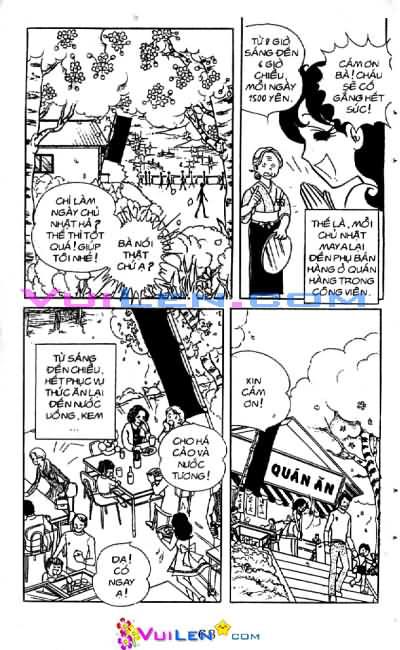 CHỈ LÀM
NGÀY CHỦ
NHẬT HẢ?
THẾ THÌ TỐT
QUÁ! GIÚP
TÔI NHÉ!
BÀ NÓI
THẬT
CHỨ Ạ?
TỪ 8 GIỜ
SÁNG ĐẾN
6 GIỜ
CHIỀU,
MỖI NGÀY
1500 YÊN.
CÁM ƠN
BÀ! CHÁU
SẼ CỐ
GẮNG HẾT
SỨC!
THẾ LÀ, MỖI
CHỦ NHẬT
MAYA LẠI
ĐẾN PHỤ BÁN
HÀNG Ở QUÁN
HÀNG TRONG
CÔNG VIÊN.
VUILEN.COM
TỪ SÁNG
ĐẾN CHIỀU,
HẾT PHỤC VỤ
THỨC ĂN LẠI
ĐẾN NƯỚC
UỐNG, KEM
...
CHO HÁ
CẢO VÀ
NƯỚC
TƯƠNG!
DẠ!
CÓ
NGAY
Ạ!
XIN
CÁM
ƠN!
QUÁN ĂN
68
VUILEN.COM